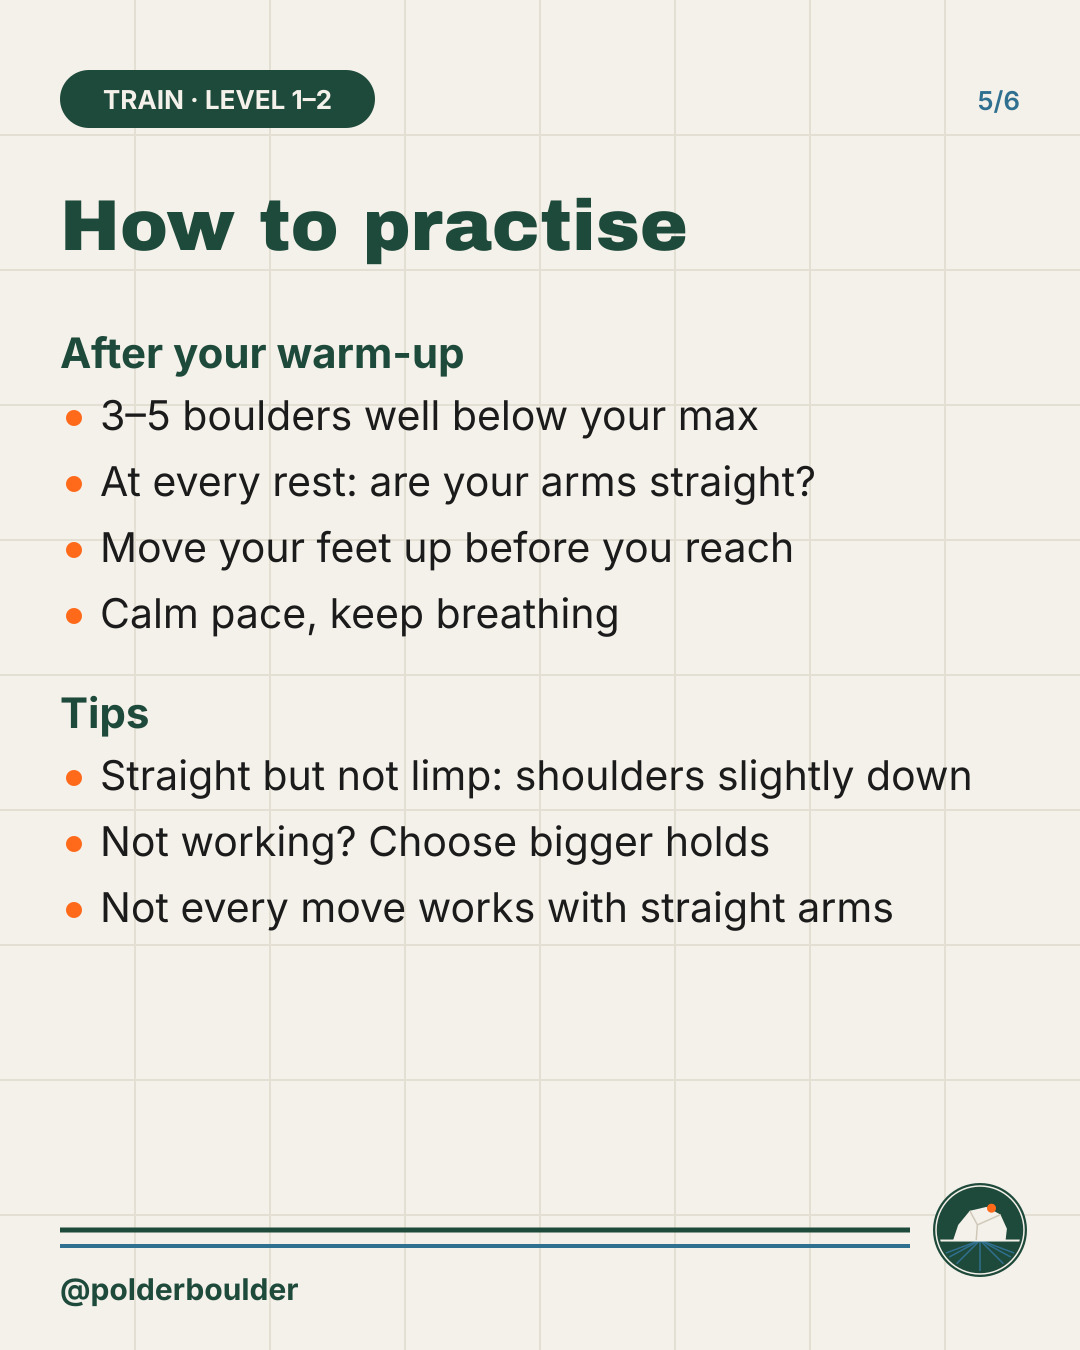 TRAIN · LEVEL 1–2
5/6
How to practise
After your warm-up
3–5 boulders well below your max
At every rest: are your arms straight?
Move your feet up before you reach
Calm pace, keep breathing
Tips
Straight but not limp: shoulders slightly down
Not working? Choose bigger holds
Not every move works with straight arms
@polderboulder